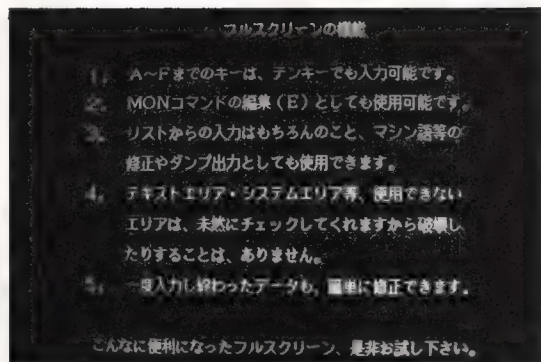 フルスクリーンの機能
1. A～Fまでのキーは、テンキーでも入力可能です。
2. MONコマンドの編集（E）としても使用可能です。
3. リストからの入力はもちろんのこと、マシン語等の
修正やダンプ出力としても使用できます。
4. テキストエリア・システムエリア等、使用できない
エリアは、未然にチェックしてくれますから破壊し
たりすることは、ありません。
5. 一度入力し終わったデータも、簡単に修正できます。
こんなに便利になったフルスクリーン、是非お試し下さい。